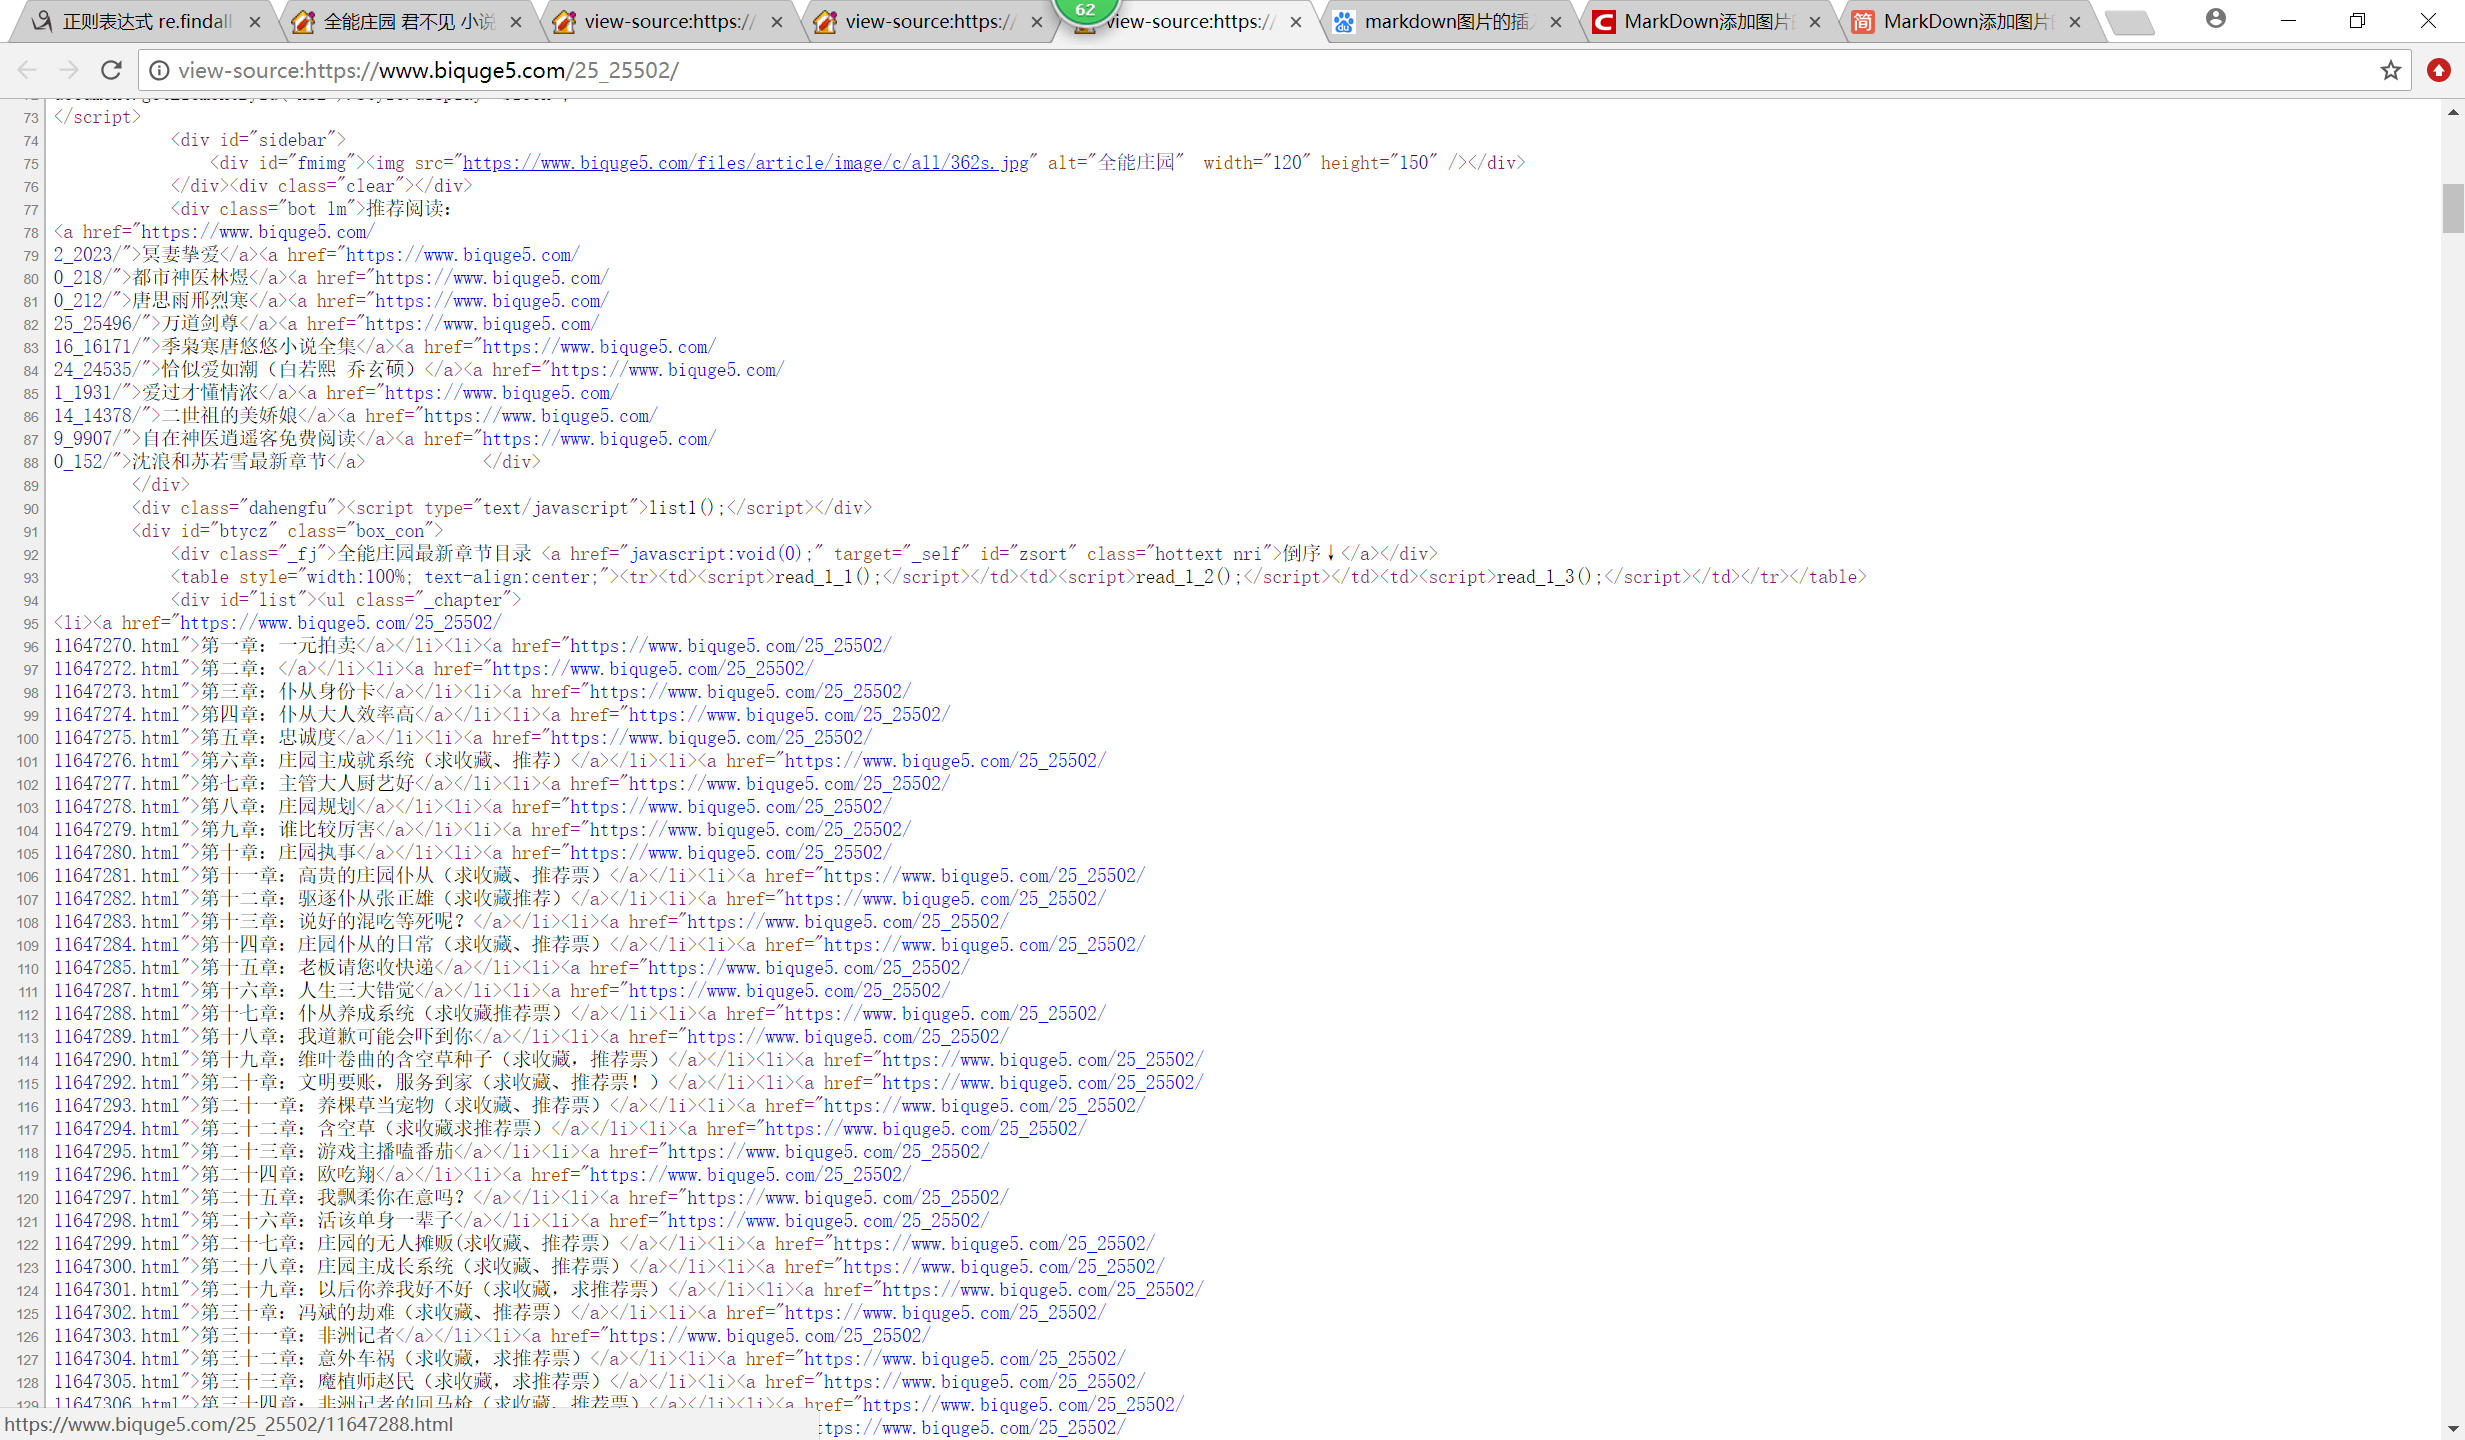 正则表达式 re.findall
全能庄园 君不见 小说
view-source:https://
view-source:https://
view-source:https://
markdown图片的插
MarkDown添加图片
MarkDown添加图片
62
view-source:https://www.biquge5.com/25_25502/
73 </script>
74 <div id="sidebar">
75 <div id="fmimg"><img src="https://www.biquge5.com/files/article/image/c/all/362s.jpg" alt="全能庄园" width="120" height="150" /></div>
76 </div><div class="clear"></div>
77 <div class="bot lm">推荐阅读:
78 <a href="https://www.biquge5.com/
79 2_2023/">冥妻挚爱</a><a href="https://www.biquge5.com/
80 0_218/">都市神医林煜</a><a href="https://www.biquge5.com/
81 0_212/">唐思雨邢烈寒</a><a href="https://www.biquge5.com/
82 25_25496/">万道剑尊</a><a href="https://www.biquge5.com/
83 16_16171/">季枭寒唐悠悠小说全集</a><a href="https://www.biquge5.com/
84 24_24535/">恰似爱如潮（白若熙 乔玄硕）</a><a href="https://www.biquge5.com/
85 1_1931/">爱过才懂情浓</a><a href="https://www.biquge5.com/
86 14_14378/">二世祖的美娇娘</a><a href="https://www.biquge5.com/
87 9_9907/">自在神医逍遥客免费阅读</a><a href="https://www.biquge5.com/
88 0_152/">沈浪和苏若雪最新章节</a> </div>
89 </div>
90 <div class="dahengfu"><script type="text/javascript">list1();</script></div>
91 <div id="btycz" class="box_con">
92 <div class="_fj">全能庄园最新章节目录 <a href="javascript:void(0);" target="_self" id="zsort" class="hottext nri">倒序↓</a></div>
93 <table style="width:100%; text-align:center;"><tr><td><script>read_1_1();</script></td><td><script>read_1_2();</script></td><td><script>read_1_3();</script></td></tr></table>
94 <div id="list"><ul class="_chapter">
95 <li><a href="https://www.biquge5.com/25_25502/
96 11647270.html">第一章：一元拍卖</a></li><li><a href="https://www.biquge5.com/25_25502/
97 11647272.html">第二章：</a></li><li><a href="https://www.biquge5.com/25_25502/
98 11647273.html">第三章：仆从身份卡</a></li><li><a href="https://www.biquge5.com/25_25502/
99 11647274.html">第四章：仆从大人效率高</a></li><li><a href="https://www.biquge5.com/25_25502/
100 11647275.html">第五章：忠诚度</a></li><li><a href="https://www.biquge5.com/25_25502/
101 11647276.html">第六章：庄园主成就系统（求收藏、推荐）</a></li><li><a href="https://www.biquge5.com/25_25502/
102 11647277.html">第七章：主管大人厨艺好</a></li><li><a href="https://www.biquge5.com/25_25502/
103 11647278.html">第八章：庄园规划</a></li><li><a href="https://www.biquge5.com/25_25502/
104 11647279.html">第九章：谁比较厉害</a></li><li><a href="https://www.biquge5.com/25_25502/
105 11647280.html">第十章：庄园执事</a></li><li><a href="https://www.biquge5.com/25_25502/
106 11647281.html">第十一章：高贵的庄园仆从（求收藏、推荐票）</a></li><li><a href="https://www.biquge5.com/25_25502/
107 11647282.html">第十二章：驱逐仆从张正雄（求收藏推荐）</a></li><li><a href="https://www.biquge5.com/25_25502/
108 11647283.html">第十三章：说好的混吃等死呢？</a></li><li><a href="https://www.biquge5.com/25_25502/
109 11647284.html">第十四章：庄园仆从的日常（求收藏、推荐票）</a></li><li><a href="https://www.biquge5.com/25_25502/
110 11647285.html">第十五章：老板请您收快递</a></li><li><a href="https://www.biquge5.com/25_25502/
111 11647287.html">第十六章：人生三大错觉</a></li><li><a href="https://www.biquge5.com/25_25502/
112 11647288.html">第十七章：仆从养成系统（求收藏推荐票）</a></li><li><a href="https://www.biquge5.com/25_25502/
113 11647289.html">第十八章：我道歉可能会吓到你</a></li><li><a href="https://www.biquge5.com/25_25502/
114 11647290.html">第十九章：维叶卷曲的含空草种子（求收藏，推荐票）</a></li><li><a href="https://www.biquge5.com/25_25502/
115 11647292.html">第二十章：文明要账，服务到家（求收藏、推荐票！）</a></li><li><a href="https://www.biquge5.com/25_25502/
116 11647293.html">第二十一章：养棵草当宠物（求收藏、推荐票）</a></li><li><a href="https://www.biquge5.com/25_25502/
117 11647294.html">第二十二章：含空草（求收藏求推荐票）</a></li><li><a href="https://www.biquge5.com/25_25502/
118 11647295.html">第二十三章：游戏主播嗑番茄</a></li><li><a href="https://www.biquge5.com/25_25502/
119 11647296.html">第二十四章：欧吃翔</a></li><li><a href="https://www.biquge5.com/25_25502/
120 11647297.html">第二十五章：我飘柔你在意吗？</a></li><li><a href="https://www.biquge5.com/25_25502/
121 11647298.html">第二十六章：活该单身一辈子</a></li><li><a href="https://www.biquge5.com/25_25502/
122 11647299.html">第二十七章：庄园的无人摊贩(求收藏、推荐票）</a></li><li><a href="https://www.biquge5.com/25_25502/
123 11647300.html">第二十八章：庄园主成长系统（求收藏、推荐票）</a></li><li><a href="https://www.biquge5.com/25_25502/
124 11647301.html">第二十九章：以后你养我好不好（求收藏，求推荐票）</a></li><li><a href="https://www.biquge5.com/25_25502/
125 11647302.html">第三十章：冯斌的劫难（求收藏、推荐票）</a></li><li><a href="https://www.biquge5.com/25_25502/
126 11647303.html">第三十一章：非洲记者</a></li><li><a href="https://www.biquge5.com/25_25502/
127 11647304.html">第三十二章：意外车祸（求收藏，求推荐票）</a></li><li><a href="https://www.biquge5.com/25_25502/
128 11647305.html">第三十三章：魔植师赵民（求收藏，求推荐票）</a></li><li><a href="https://www.biquge5.com/25_25502/
129 11647306.html">第三十四章：非洲记者的回马枪（求收藏，推荐票）</a></li><li><a href="https://www.biquge5.com/25_25502/
https://www.biquge5.com/25_25502/11647288.html
ttps://www.biquge5.com/25_25502/